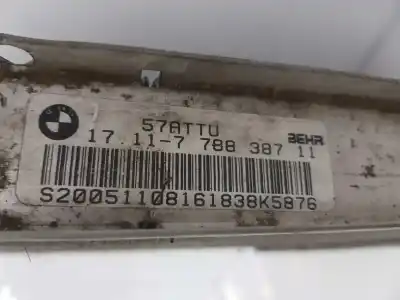 57ATTU
BEHR
17 11-7 788 387 11
S20051108161838K5876